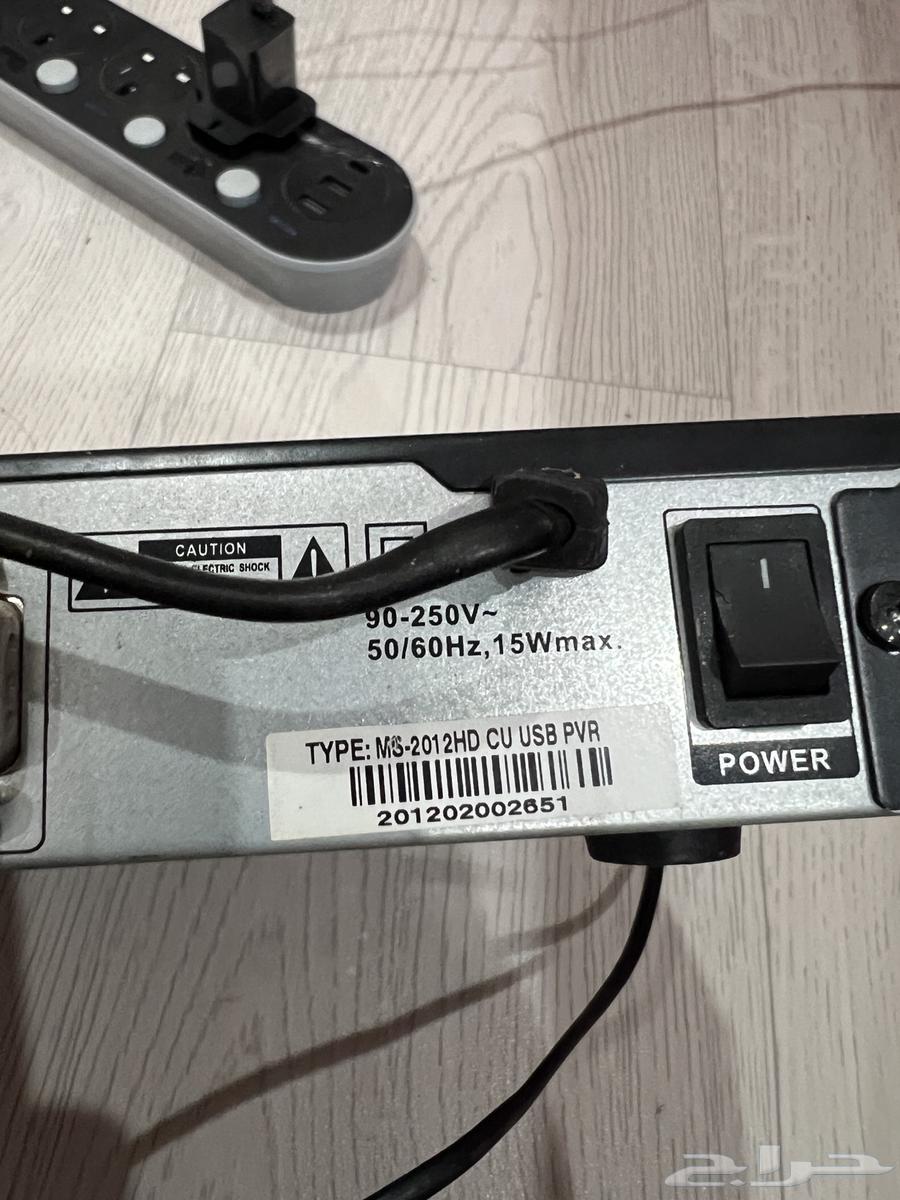 CAUTION
ELECTRIC SHOCK
90-250V~
50/60Hz,15Wmax.
TYPE: MS-2012HD CU USB PVR
201202002651
POWER
حراج